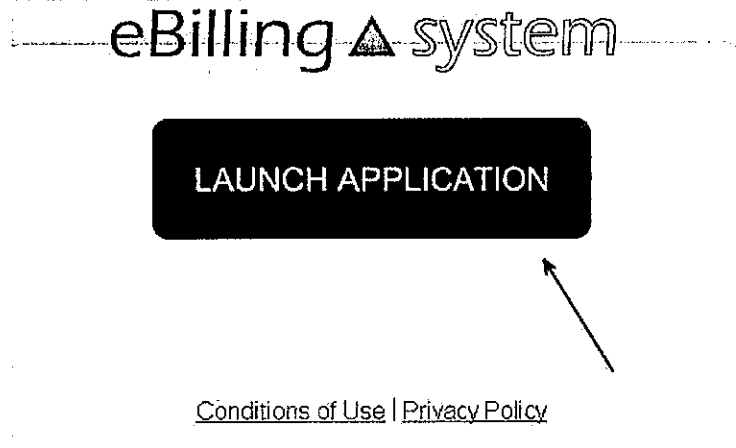 eBilling system
LAUNCH APPLICATION
Conditions of Use | Privacy Policy